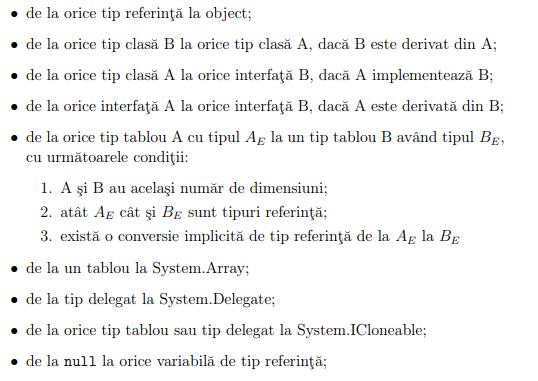 • de la orice tip referinţă la object;
• de la orice tip clasă B la orice tip clasă A, dacă B este derivat din A;
• de la orice tip clasă A la orice interfaţă B, dacă A implementează B;
• de la orice interfaţă A la orice interfaţă B, dacă A este derivată din B;
• de la orice tip tablou A cu tipul A_E la un tip tablou B având tipul B_E,
cu următoarele condiţii:
1. A şi B au acelaşi număr de dimensiuni;
2. atât A_E cât şi B_E sunt tipuri referinţă;
3. există o conversie implicită de tip referinţă de la A_E la B_E
• de la un tablou la System.Array;
• de la tip delegat la System.Delegate;
• de la orice tip tablou sau tip delegat la System.ICloneable;
• de la null la orice variabilă de tip referinţă;